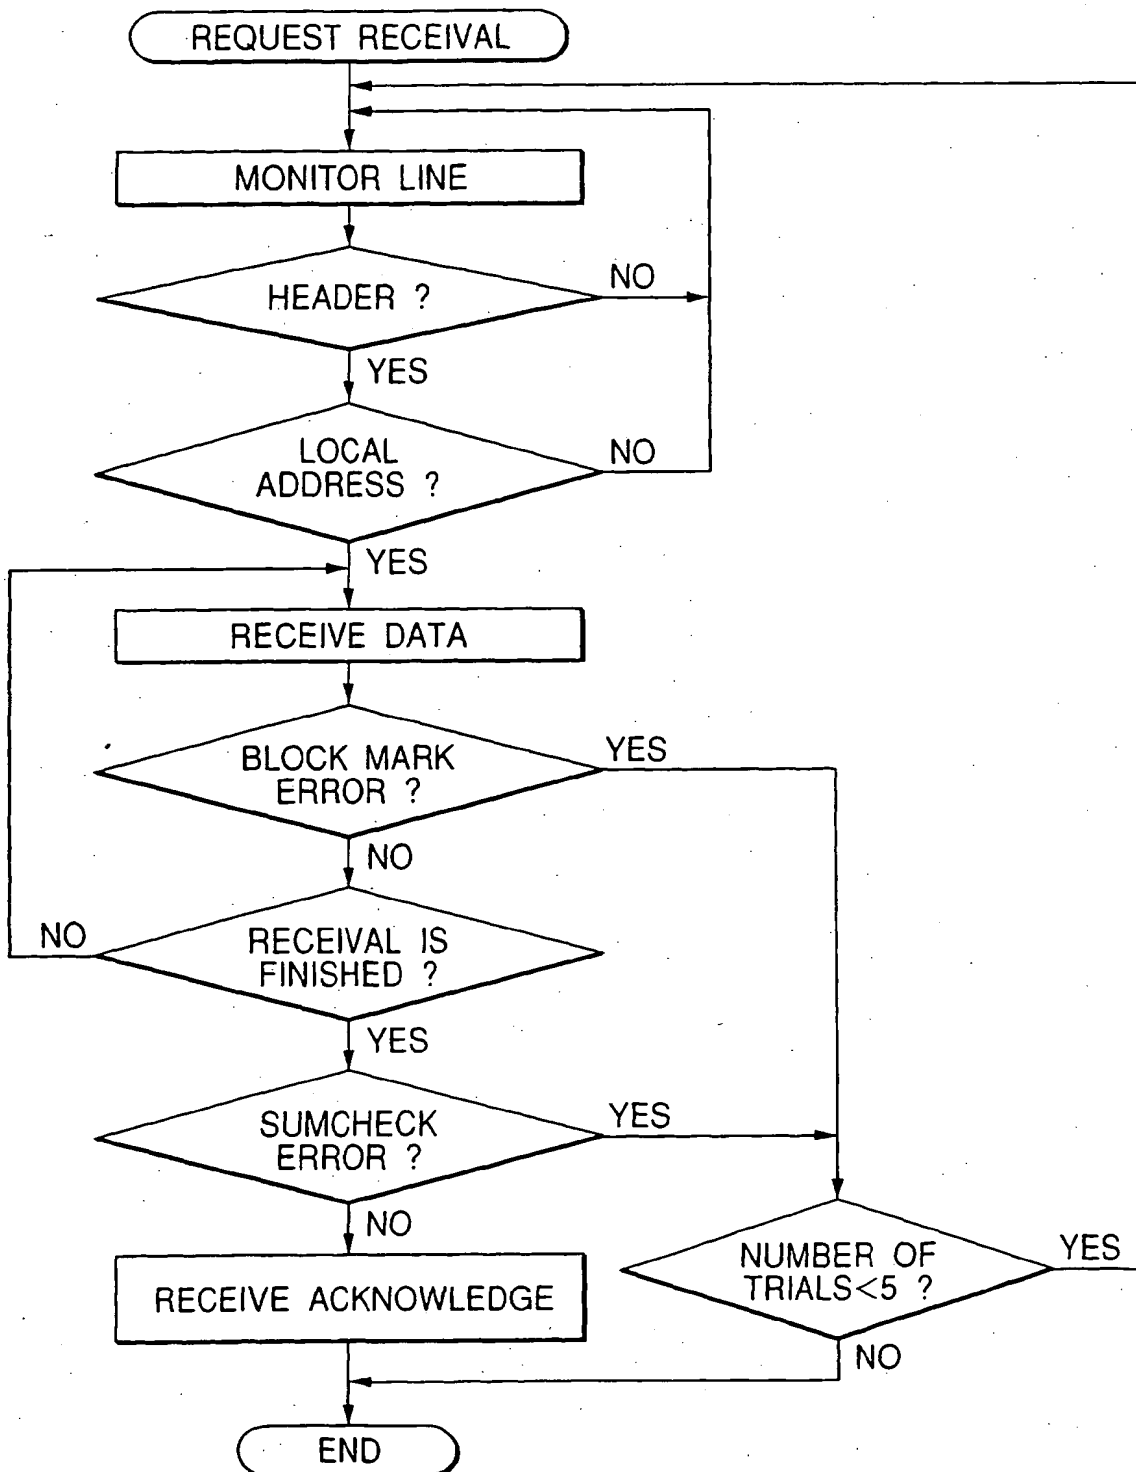 REQUEST RECEIVAL
MONITOR LINE
HEADER ?
NO
YES
LOCAL
ADDRESS ?
NO
YES
RECEIVE DATA
BLOCK MARK
ERROR ?
YES
NO
RECEIVAL IS
FINISHED ?
NO
YES
SUMCHECK
ERROR ?
YES
NO
NUMBER OF
TRIALS<5 ?
YES
NO
RECEIVE ACKNOWLEDGE
END